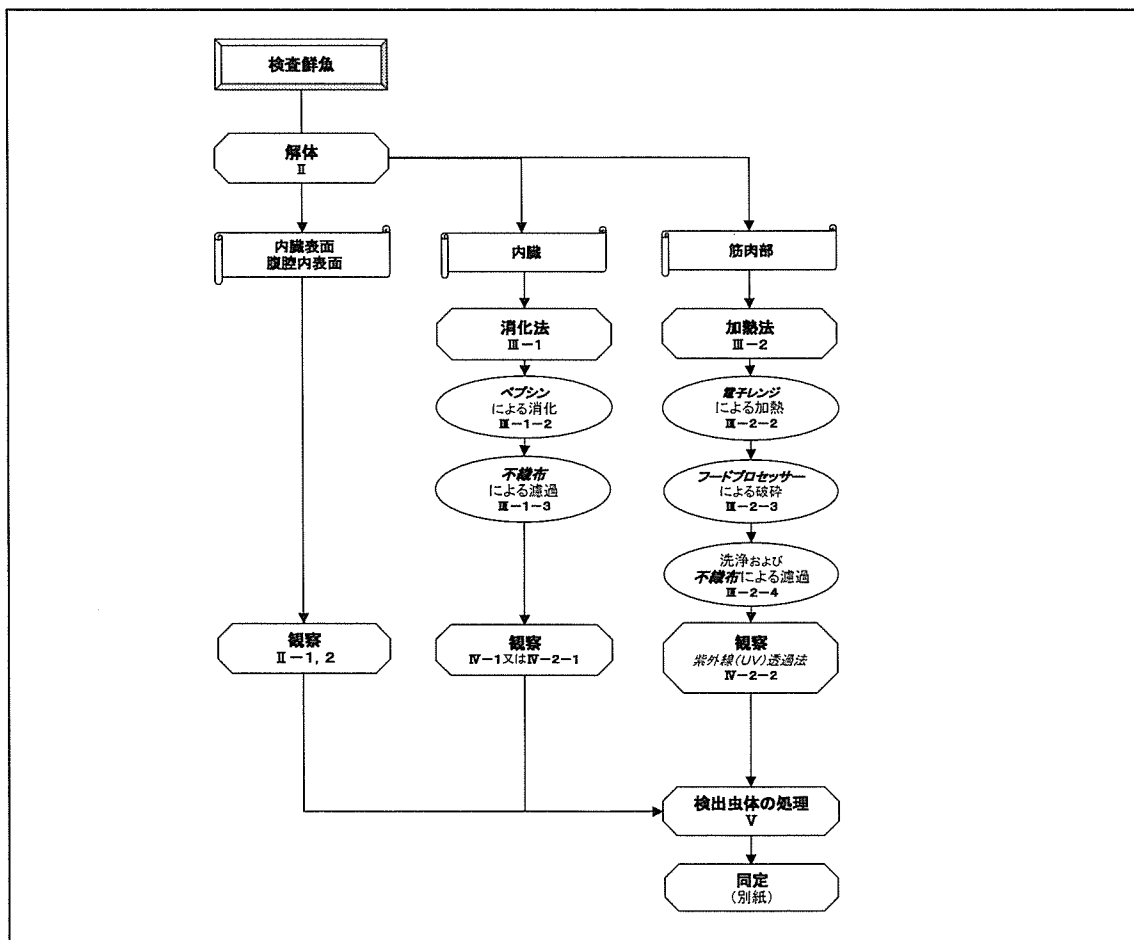 検査鮮魚
解体
Ⅱ
内臓表面
腹腔内表面
内臓
筋肉部
消化法
Ⅲ-1
加熱法
Ⅲ-2
ペプシン
による消化
Ⅲ-1-2
電子レンジ
による加熱
Ⅲ-2-2
不織布
による濾過
Ⅲ-1-3
フードプロセッサー
による破砕
Ⅲ-2-3
洗浄および
不織布による濾過
Ⅲ-2-4
観察
Ⅱ-1, 2
観察
Ⅳ-1又はⅣ-2-1
観察
紫外線(UV)透過法
Ⅳ-2-2
検出虫体の処理
Ⅴ
同定
(別紙)